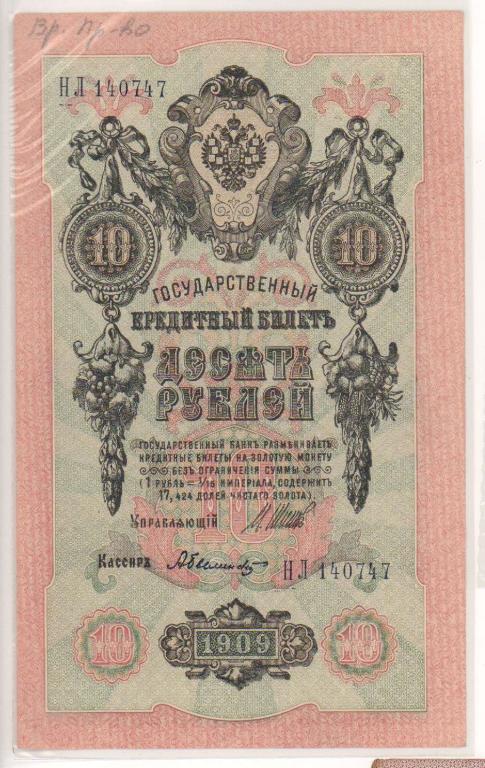 Вр. Пр-во
НЛ 140747
10 10
ГОСУДАРСТВЕННЫЙ
КРЕДИТНЫЙ БИЛЕТЪ
ДЕСЯТЬ
РУБЛЕЙ
ГОСУДАРСТВЕННЫЙ БАНКЪ РАЗМѢНИВАЕТЪ
КРЕДИТНЫЕ БИЛЕТЫ НА ЗОЛОТУЮ МОНЕТУ
БЕЗЪ ОГРАНИЧЕНІЯ СУММЫ
(1 РУБЛЬ = 1/15 ИМПЕРІАЛА, СОДЕРЖИТЪ
17,424 ДОЛЕЙ ЧИСТАГО ЗОЛОТА).
10
УПРАВЛЯЮЩІЙ
Кассиръ
НЛ 140747
10 1909 10